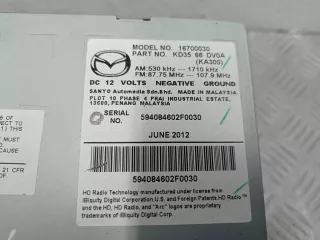 MODEL NO. 16700030
PART NO. KD35 66 DV0A
(KA300)
AM:530 kHz — 1710 kHz
FM:87.75 MHz — 107.9 MHz
DC 12 VOLTS NEGATIVE GROUND
SANYO Automedia Sdn.Bhd. MADE IN MALAYSIA
PLOT 10 PHASE 4 PRAI INDUSTRIAL ESTATE,
13600, PENANG MALAYSIA
SERIAL
NO. 594084602F0030
JUNE 2012
594084602F0030
HD Radio Technology manufactured under license from
iBiquity Digital Corp. U.S. and Foreign Patents.HD Radio™
and the HD, HD Radio, and "Arc" logos are proprietary
trademarks of iBiquity Digital Corp.
21 CFR